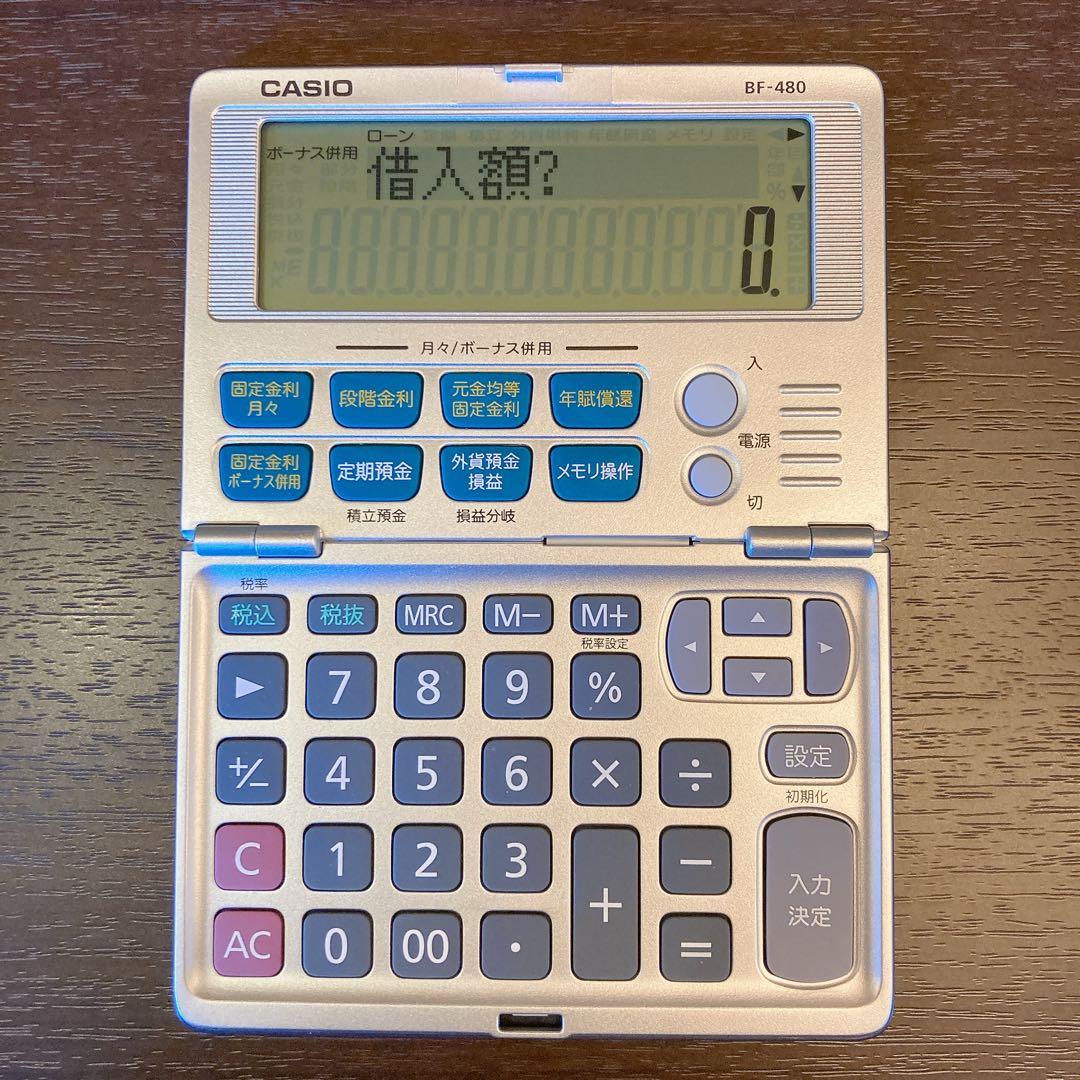 CASIO BF-480
ローン
ボーナス併用
借入額?
%
0.
月々/ボーナス併用
入
固定金利
月々
段階金利
元金均等
固定金利
年賦償還
電源
固定金利
ボーナス併用
定期預金
外貨預金
損益
メモリ操作
切
積立預金 損益分岐
税率
税込 税抜 MRC M− M+
税率設定
7 8 9 %
+/− 4 5 6 × ÷
設定
初期化
C 1 2 3 + −
入力
決定
AC 0 00 · =